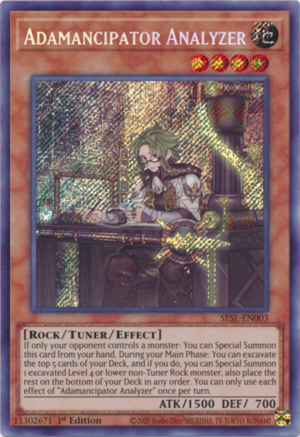 ADAMANCIPATOR ANALYZER
地
SESL-EN003
[ROCK/TUNER/EFFECT]
If only your opponent controls a monster: You can Special Summon
this card from your hand. During your Main Phase: You can excavate
the top 5 cards of your Deck, and if you do, you can Special Summon
1 excavated Level 4 or lower non-Tuner Rock monster, also place the
rest on the bottom of your Deck in any order. You can only use each
effect of "Adamancipator Analyzer" once per turn.
ATK/1500 DEF/ 700
11302671 1st Edition
©2020 Studio Dice/SHUEISHA, TV TOKYO, KONAMI